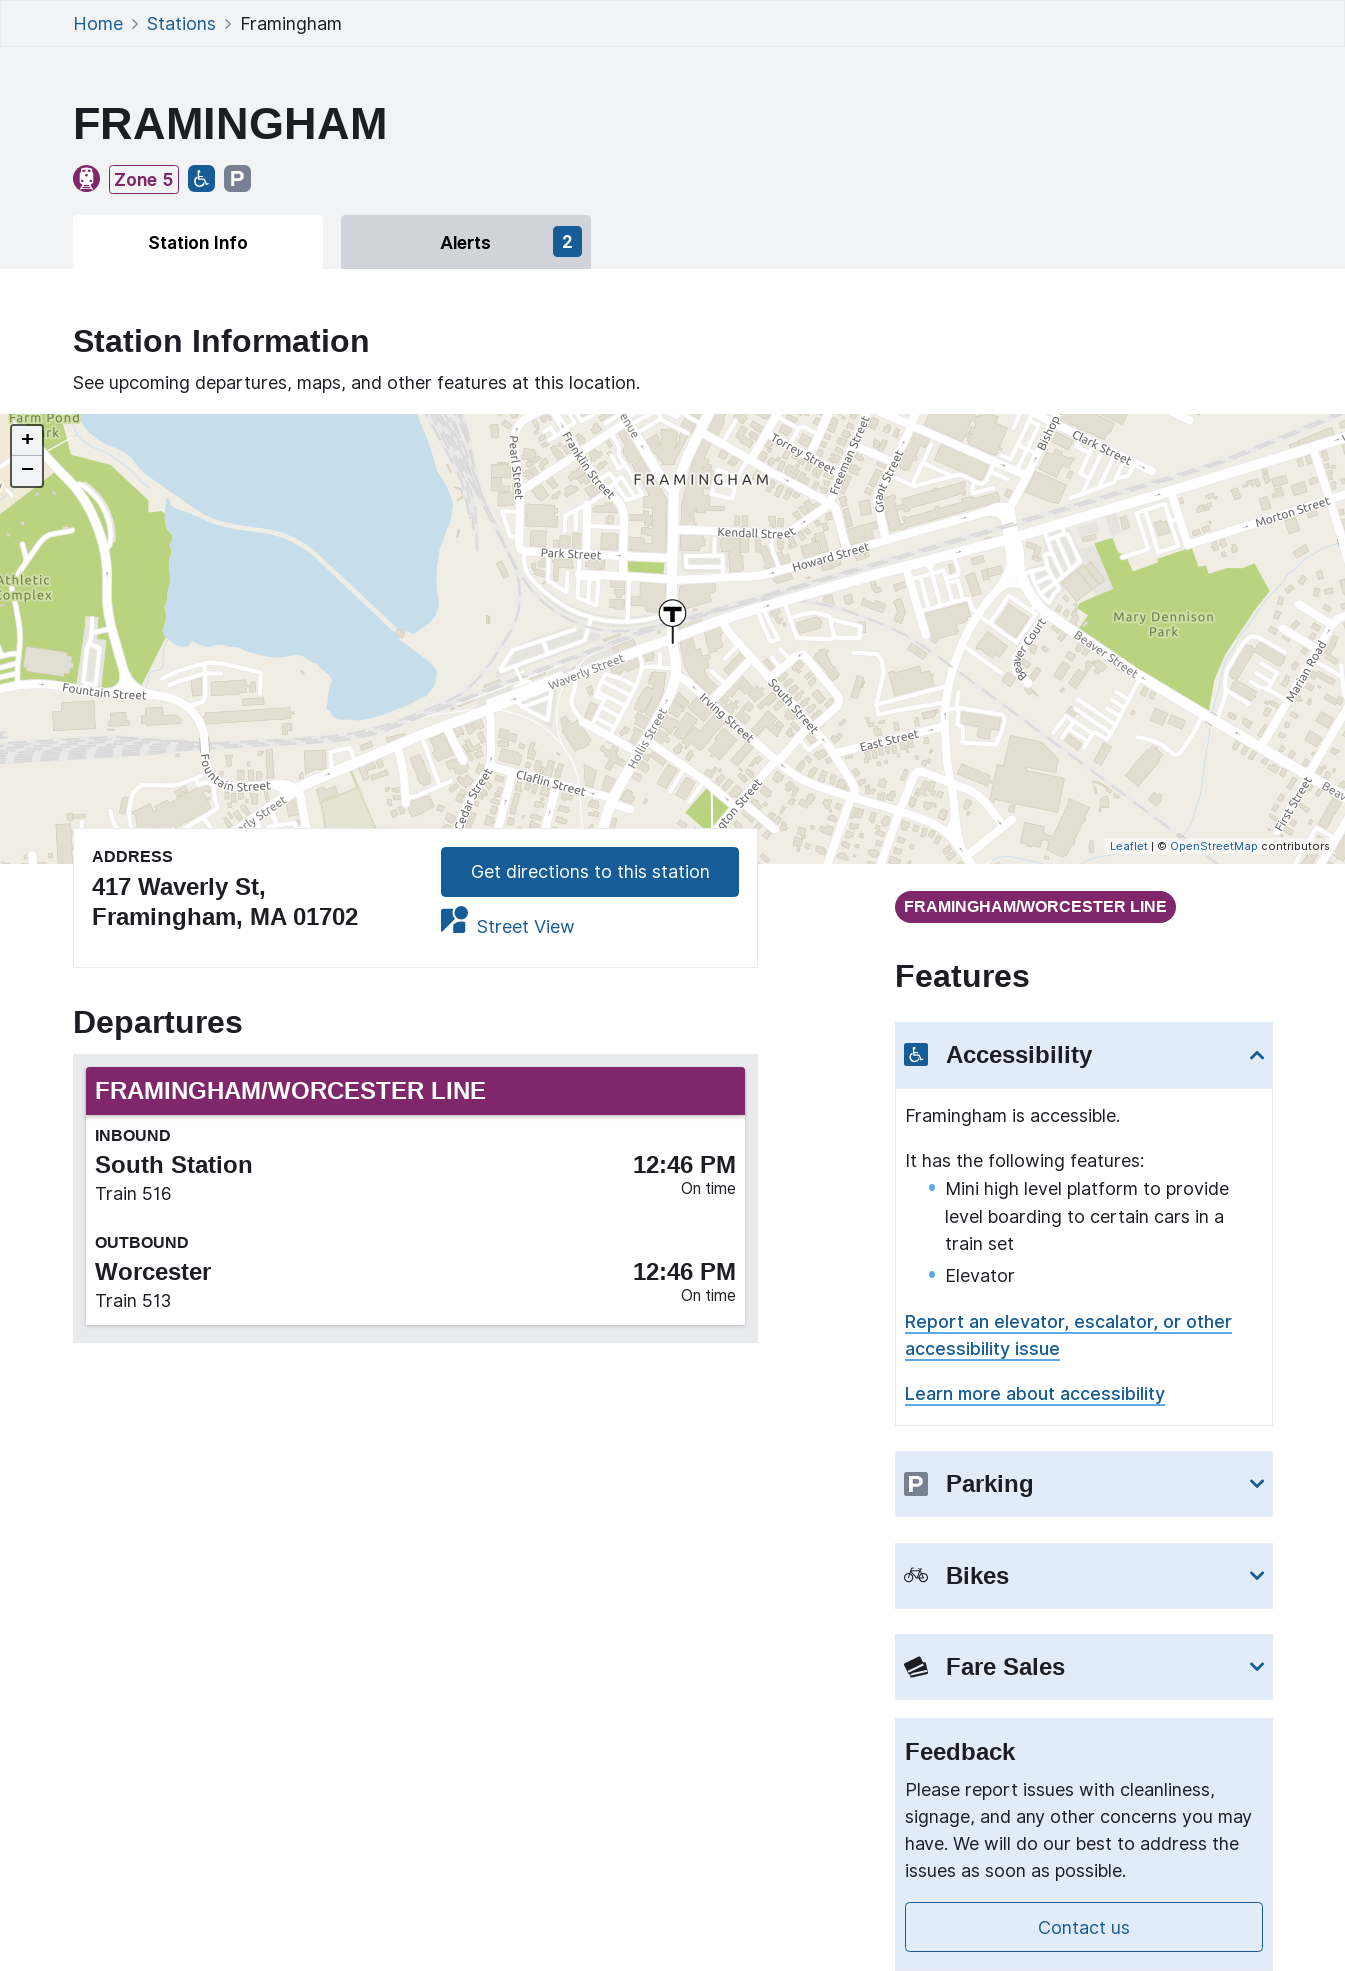 Home > Stations > Framingham
FRAMINGHAM
Zone 5
P
Station Info
Alerts
2
Station Information
See upcoming departures, maps, and other features at this location.
Farm Pond
+
−
Pearl Street
Franklin Street
Torrey Street
Freeman Street
Grant Street
Bishop
Clark Street
FRAMINGHAM
Morton Street
Kendall Street
Park Street
Howard Street
Athletic
Complex
T
Mary Dennison
Park
Beaver Court
Beaver Street
Marian Road
Waverly Street
Fountain Street
South Street
Irving Street
Hollis Street
East Street
Fountain Street
Claflin Street
Cedar Street
First Street
Leaflet | © OpenStreetMap contributors
ADDRESS
417 Waverly St,
Framingham, MA 01702
Get directions to this station
Street View
FRAMINGHAM/WORCESTER LINE
Departures
FRAMINGHAM/WORCESTER LINE
INBOUND
South Station
12:46 PM
Train 516
On time
OUTBOUND
Worcester
12:46 PM
Train 513
On time
Features
Accessibility
Framingham is accessible.
It has the following features:
Mini high level platform to provide
level boarding to certain cars in a
train set
Elevator
Report an elevator, escalator, or other
accessibility issue
Learn more about accessibility
P Parking
Bikes
Fare Sales
Feedback
Please report issues with cleanliness,
signage, and any other concerns you may
have. We will do our best to address the
issues as soon as possible.
Contact us